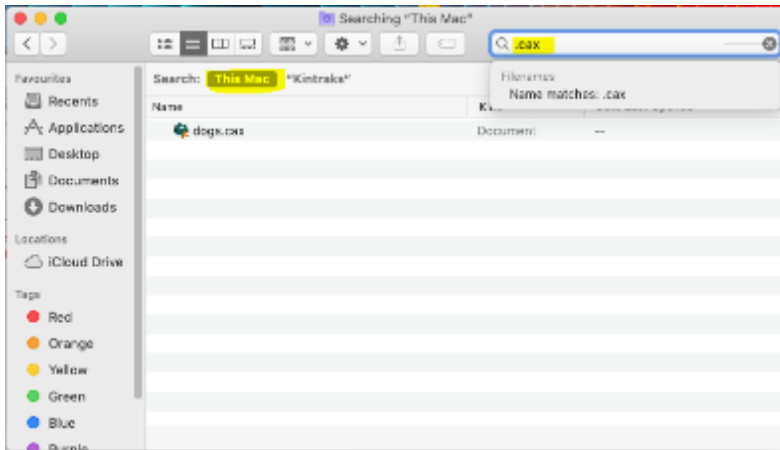 Searching "This Mac"
.cax
Filenames
Name matches: .cax
Search: This Mac "Kintraks"
Name
dogs.cax Document --
Favourites
Recents
Applications
Desktop
Documents
Downloads
Locations
iCloud Drive
Tags
Red
Orange
Yellow
Green
Blue
Purple